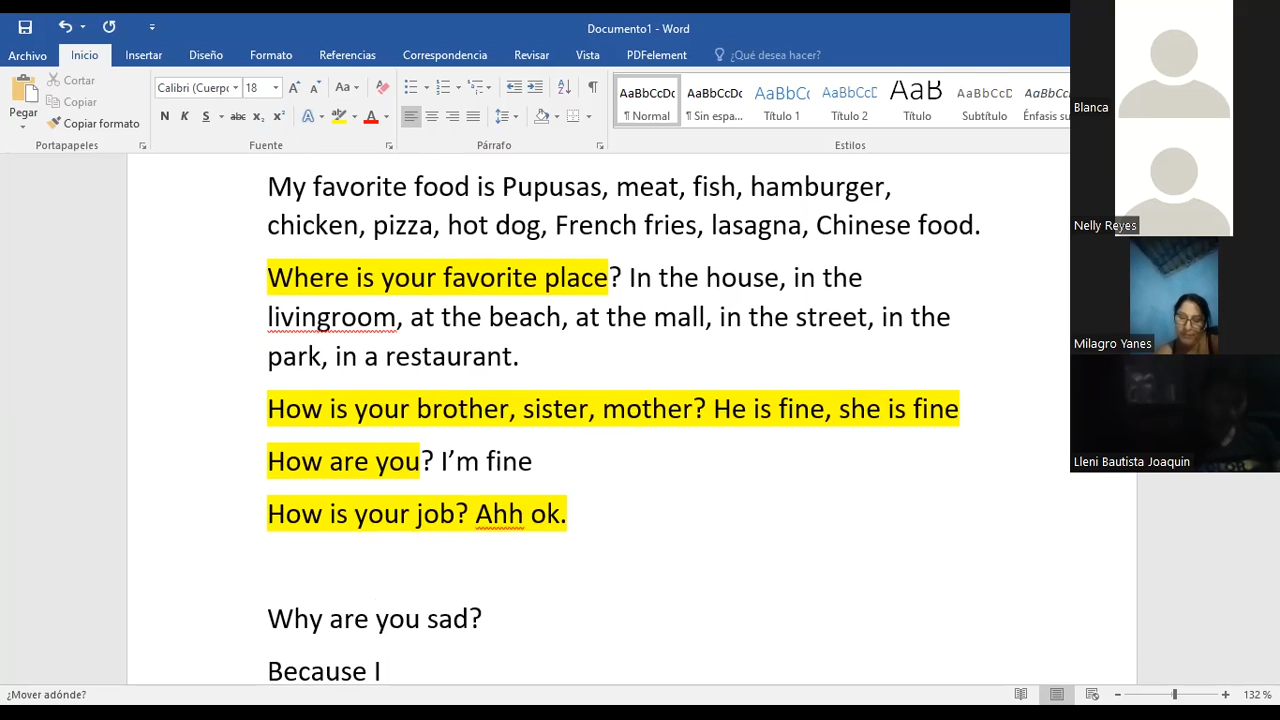 Documento1 - Word
Archivo Inicio Insertar Diseño Formato Referencias Correspondencia Revisar Vista PDFelement ¿Qué desea hacer?
Pegar
Cortar
Copiar
Copiar formato
Portapapeles
Calibri (Cuerpo 18
Aa
N K S abc x₂ x²
A
Fuente
Párrafo
AaBbCcDc AaBbCcDc AaBbCc AaBbCcD AaB AaBbCcD AaBbCcD
¶ Normal ¶ Sin espa... Título 1 Título 2 Título Subtítulo Énfasis su
Estilos
My favorite food is Pupusas, meat, fish, hamburger,
chicken, pizza, hot dog, French fries, lasagna, Chinese food.
Where is your favorite place? In the house, in the
livingroom, at the beach, at the mall, in the street, in the
park, in a restaurant.
How is your brother, sister, mother? He is fine, she is fine
How are you? I’m fine
How is your job? Ahh ok.
Why are you sad?
Because I
¿Mover adónde?
132 %
Blanca
Nelly Reyes
Milagro Yanes
Lleni Bautista Joaquin